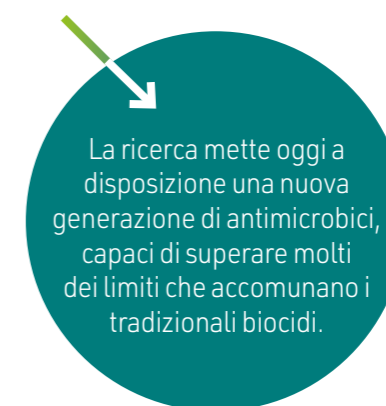 La ricerca mette oggi a
disposizione una nuova
generazione di antimicrobici,
capaci di superare molti
dei limiti che accomunano i
tradizionali biocidi.